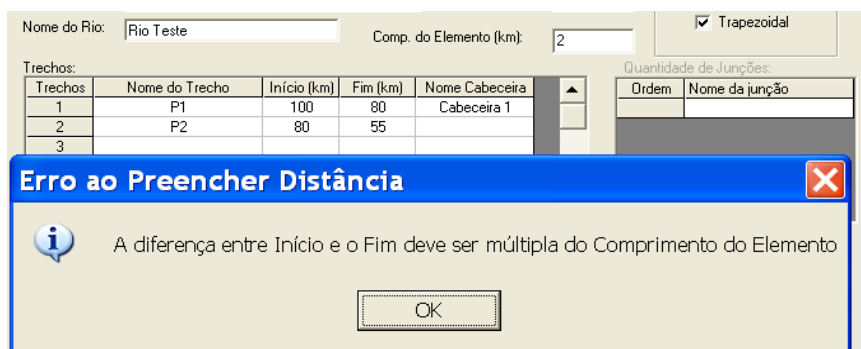 Nome do Rio: Rio Teste Comp. do Elemento (km): 2 Trapezoidal
Trechos: Quantidade de Junções:
Trechos Nome do Trecho Início (km) Fim (km) Nome Cabeceira Ordem Nome da junção
1 P1 100 80 Cabeceira 1
2 P2 80 55
3
Erro ao Preencher Distância
A diferença entre Início e o Fim deve ser múltipla do Comprimento do Elemento
OK